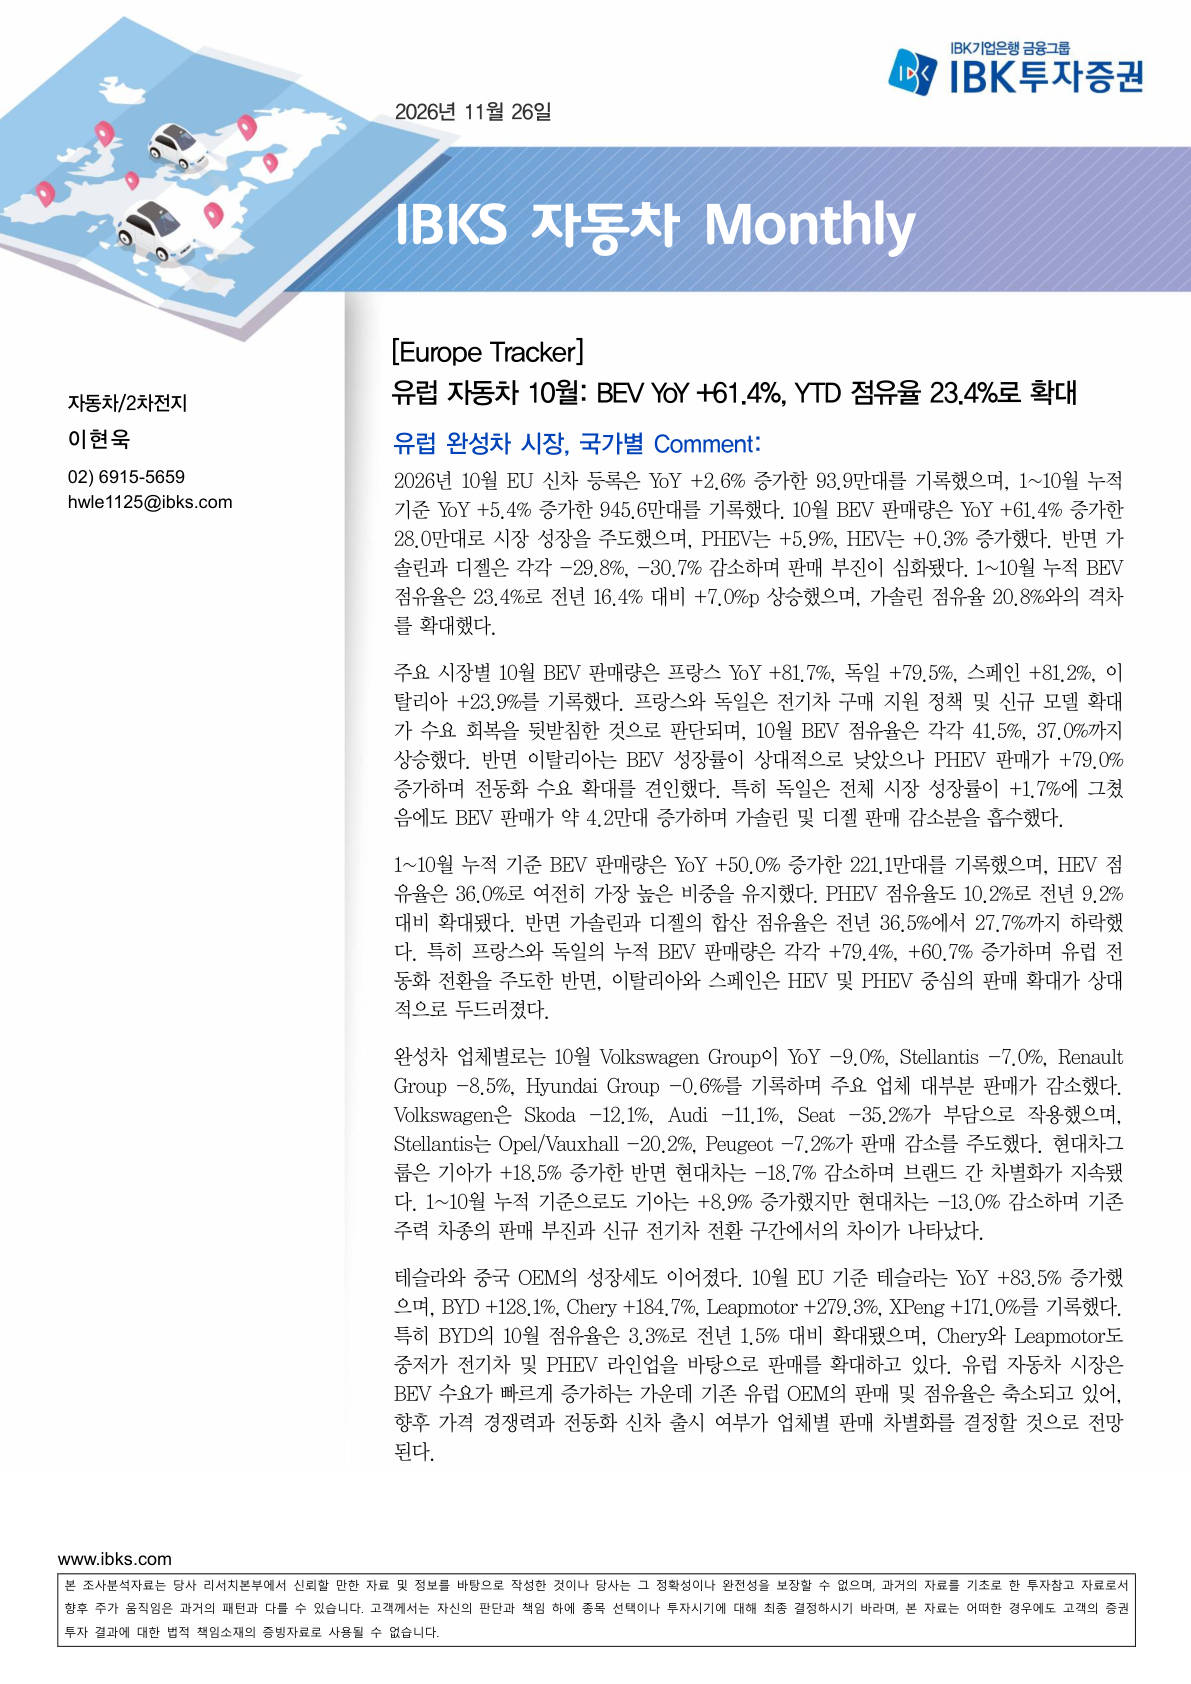 IBK기업은행 금융그룹
IBK투자증권
2026년 11월 26일
IBKS 자동차 Monthly
[Europe Tracker]
유럽 자동차 10월: BEV YoY +61.4%, YTD 점유율 23.4%로 확대
자동차/2차전지
이현욱
02) 6915-5659
hwle1125@ibks.com
유럽 완성차 시장, 국가별 Comment:
2026년 10월 EU 신차 등록은 YoY +2.6% 증가한 93.9만대를 기록했으며, 1~10월 누적
기준 YoY +5.4% 증가한 945.6만대를 기록했다. 10월 BEV 판매량은 YoY +61.4% 증가한
28.0만대로 시장 성장을 주도했으며, PHEV는 +5.9%, HEV는 +0.3% 증가했다. 반면 가
솔린과 디젤은 각각 -29.8%, -30.7% 감소하며 판매 부진이 심화됐다. 1~10월 누적 BEV
점유율은 23.4%로 전년 16.4% 대비 +7.0%p 상승했으며, 가솔린 점유율 20.8%와의 격차
를 확대했다.
주요 시장별 10월 BEV 판매량은 프랑스 YoY +81.7%, 독일 +79.5%, 스페인 +81.2%, 이
탈리아 +23.9%를 기록했다. 프랑스와 독일은 전기차 구매 지원 정책 및 신규 모델 확대
가 수요 회복을 뒷받침한 것으로 판단되며, 10월 BEV 점유율은 각각 41.5%, 37.0%까지
상승했다. 반면 이탈리아는 BEV 성장률이 상대적으로 낮았으나 PHEV 판매가 +79.0%
증가하며 전동화 수요 확대를 견인했다. 특히 독일은 전체 시장 성장률이 +1.7%에 그쳤
음에도 BEV 판매가 약 4.2만대 증가하며 가솔린 및 디젤 판매 감소분을 흡수했다.
1~10월 누적 기준 BEV 판매량은 YoY +50.0% 증가한 221.1만대를 기록했으며, HEV 점
유율은 36.0%로 여전히 가장 높은 비중을 유지했다. PHEV 점유율도 10.2%로 전년 9.2%
대비 확대됐다. 반면 가솔린과 디젤의 합산 점유율은 전년 36.5%에서 27.7%까지 하락했
다. 특히 프랑스와 독일의 누적 BEV 판매량은 각각 +79.4%, +60.7% 증가하며 유럽 전
동화 전환을 주도한 반면, 이탈리아와 스페인은 HEV 및 PHEV 중심의 판매 확대가 상대
적으로 두드러졌다.
완성차 업체별로는 10월 Volkswagen Group이 YoY -9.0%, Stellantis -7.0%, Renault
Group -8.5%, Hyundai Group -0.6%를 기록하며 주요 업체 대부분 판매가 감소했다.
Volkswagen은 Skoda -12.1%, Audi -11.1%, Seat -35.2%가 부담으로 작용했으며,
Stellantis는 Opel/Vauxhall -20.2%, Peugeot -7.2%가 판매 감소를 주도했다. 현대차그
룹은 기아가 +18.5% 증가한 반면 현대차는 -18.7% 감소하며 브랜드 간 차별화가 지속됐
다. 1~10월 누적 기준으로도 기아는 +8.9% 증가했지만 현대차는 -13.0% 감소하며 기존
주력 차종의 판매 부진과 신규 전기차 전환 구간에서의 차이가 나타났다.
테슬라와 중국 OEM의 성장세도 이어졌다. 10월 EU 기준 테슬라는 YoY +83.5% 증가했
으며, BYD +128.1%, Chery +184.7%, Leapmotor +279.3%, XPeng +171.0%를 기록했다.
특히 BYD의 10월 점유율은 3.3%로 전년 1.5% 대비 확대됐으며, Chery와 Leapmotor도
중저가 전기차 및 PHEV 라인업을 바탕으로 판매를 확대하고 있다. 유럽 자동차 시장은
BEV 수요가 빠르게 증가하는 가운데 기존 유럽 OEM의 판매 및 점유율은 축소되고 있어,
향후 가격 경쟁력과 전동화 신차 출시 여부가 업체별 판매 차별화를 결정할 것으로 전망
된다.
www.ibks.com
본 조사분석자료는 당사 리서치본부에서 신뢰할 만한 자료 및 정보를 바탕으로 작성한 것이나 당사는 그 정확성이나 완전성을 보장할 수 없으며, 과거의 자료를 기초로 한 투자참고 자료로서
향후 주가 움직임은 과거의 패턴과 다를 수 있습니다. 고객께서는 자신의 판단과 책임 하에 종목 선택이나 투자시기에 대해 최종 결정하시기 바라며, 본 자료는 어떠한 경우에도 고객의 증권
투자 결과에 대한 법적 책임소재의 증빙자료로 사용될 수 없습니다.